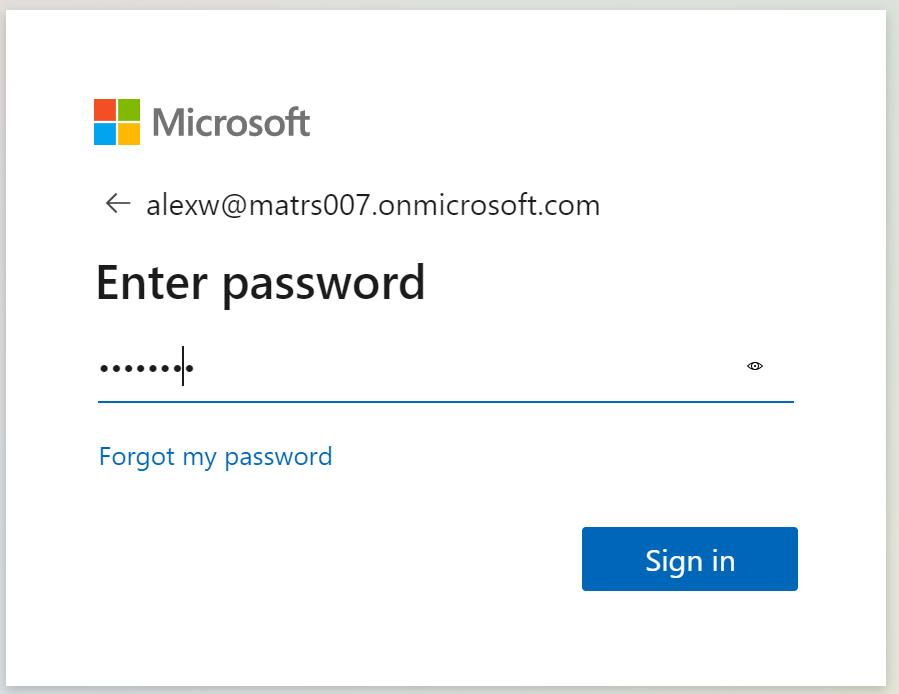 Microsoft
← alexw@matrs007.onmicrosoft.com
Enter password
••••••••
Forgot my password
Sign in